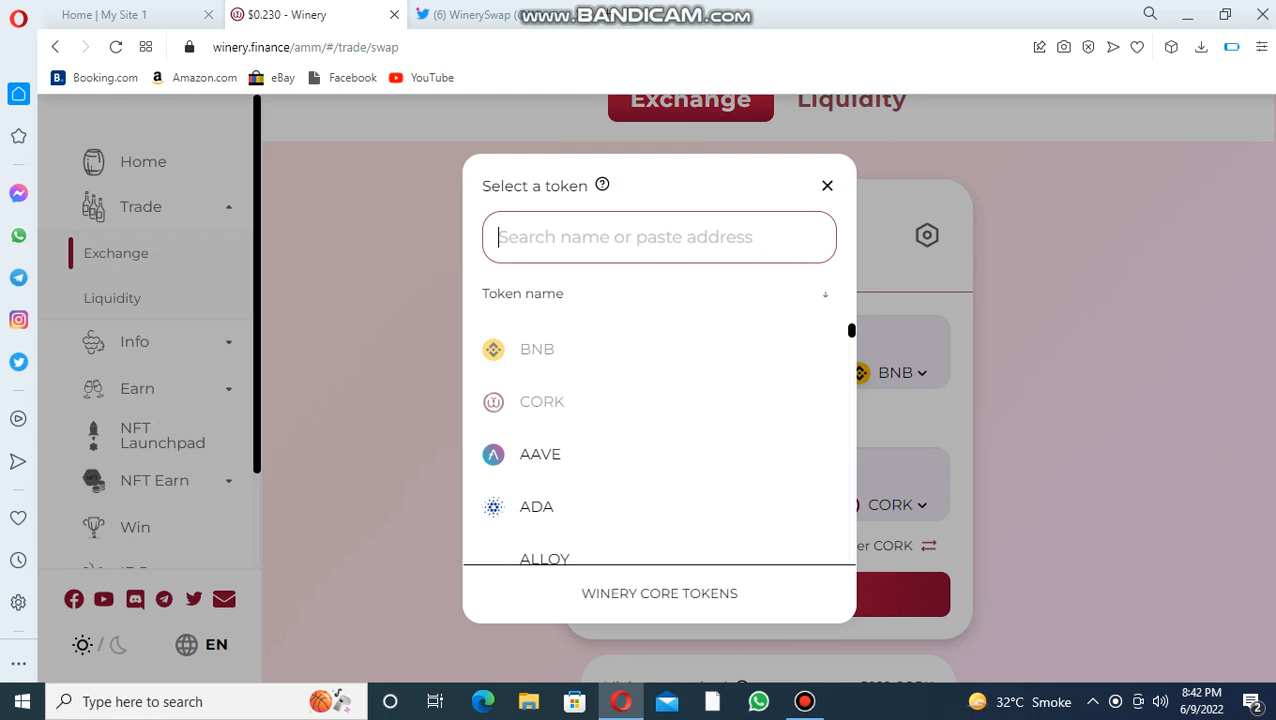 Home | My Site 1
$0.230 - Winery
(6) WinerySwap (
www.BANDICAM.com
winery.finance/amm/#/trade/swap
Booking.com
Amazon.com
eBay
Facebook
YouTube
Exchange
Liquidity
Home
Trade
Exchange
Liquidity
Info
Earn
NFT
Launchpad
NFT Earn
Win
EN
Select a token
Search name or paste address
Token name
BNB
CORK
AAVE
ADA
ALLOY
WINERY CORE TOKENS
BNB
CORK
er CORK
Type here to search
32°C Smoke
8:42 PM
6/9/2022
2